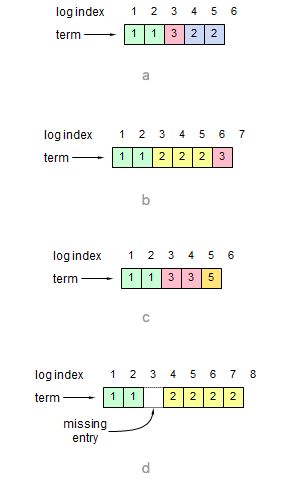 log index 1 2 3 4 5 6
term 1 1 3 2 2
a
log index 1 2 3 4 5 6 7
term 1 1 2 2 2 3
b
log index 1 2 3 4 5 6
term 1 1 3 3 5
c
log index 1 2 3 4 5 6 7 8
term 1 1 2 2 2 2
missing
entry
d